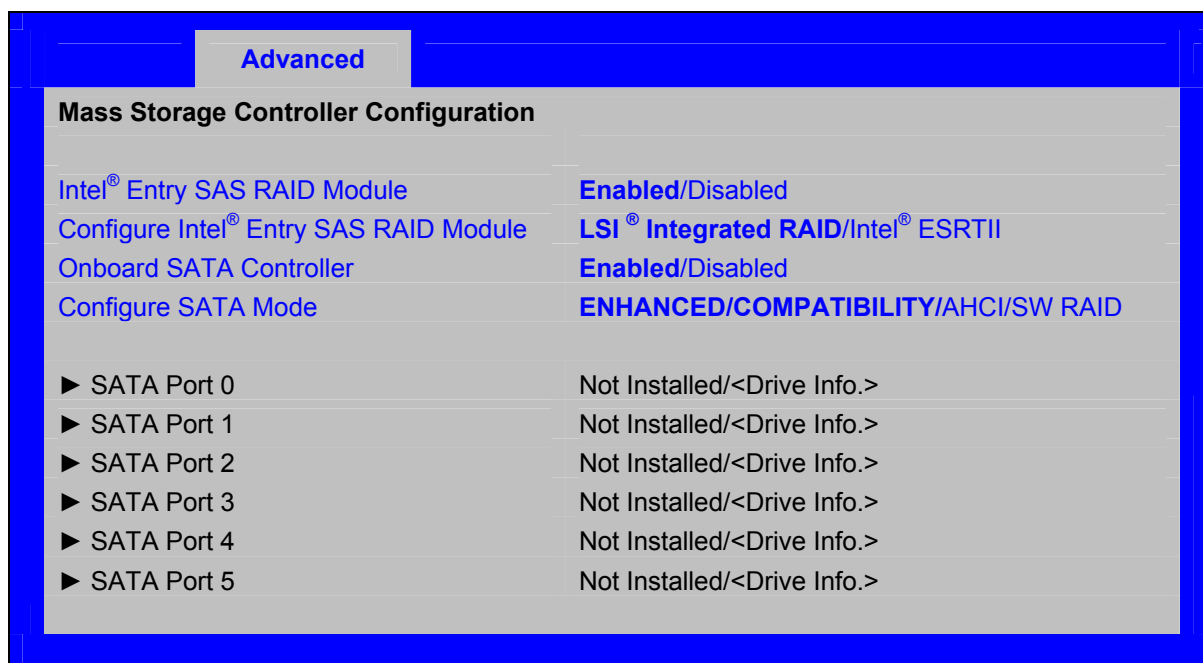 Advanced
Mass Storage Controller Configuration
Intel® Entry SAS RAID Module Enabled/Disabled
Configure Intel® Entry SAS RAID Module LSI ® Integrated RAID/Intel® ESRTII
Onboard SATA Controller Enabled/Disabled
Configure SATA Mode ENHANCED/COMPATIBILITY/AHCI/SW RAID
► SATA Port 0 Not Installed/<Drive Info.>
► SATA Port 1 Not Installed/<Drive Info.>
► SATA Port 2 Not Installed/<Drive Info.>
► SATA Port 3 Not Installed/<Drive Info.>
► SATA Port 4 Not Installed/<Drive Info.>
► SATA Port 5 Not Installed/<Drive Info.>